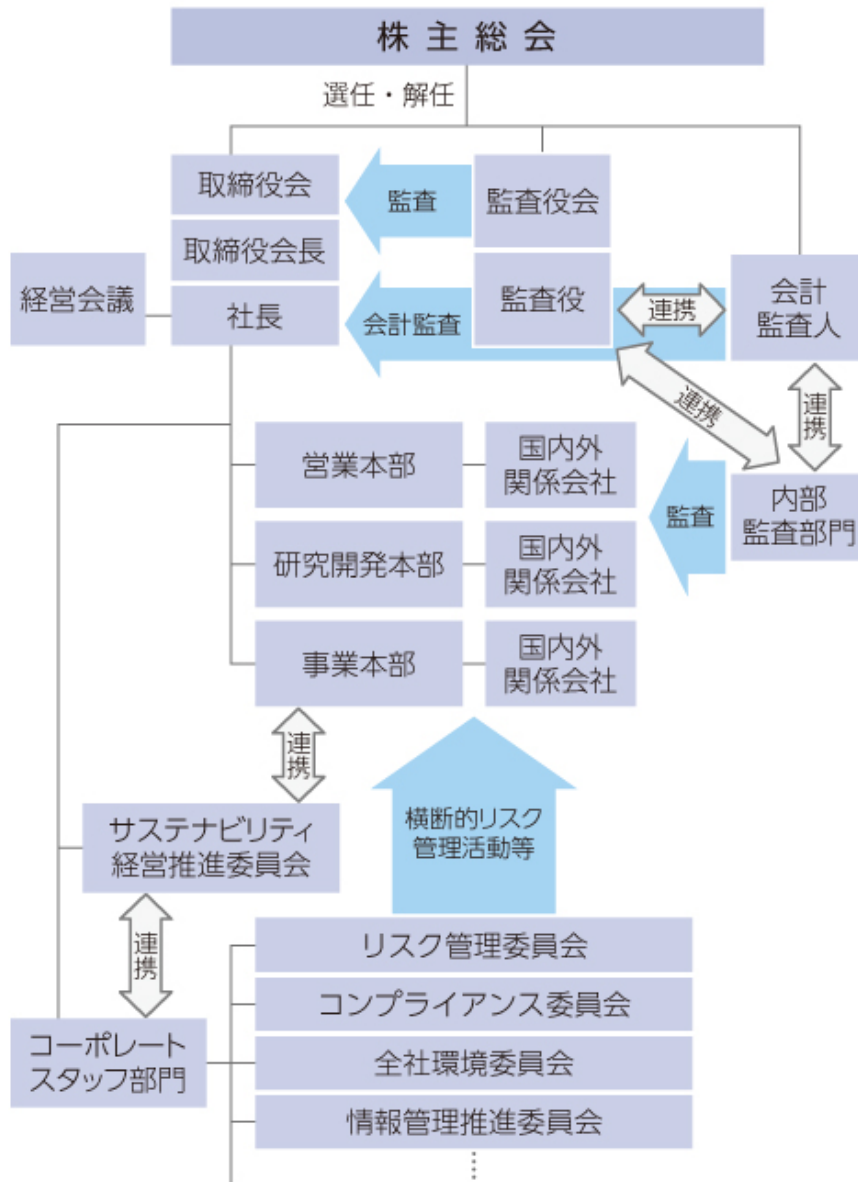 株主総会
選任・解任
取締役会
監査
監査役会
取締役会長
経営会議
社長
会計監査
監査役
連携
会計
監査人
連携
連携
営業本部
国内外
関係会社
監査
内部
監査部門
研究開発本部
国内外
関係会社
事業本部
国内外
関係会社
連携
サステナビリティ
経営推進委員会
横断的リスク
管理活動等
連携
リスク管理委員会
コンプライアンス委員会
コーポレート
スタッフ部門
全社環境委員会
情報管理推進委員会